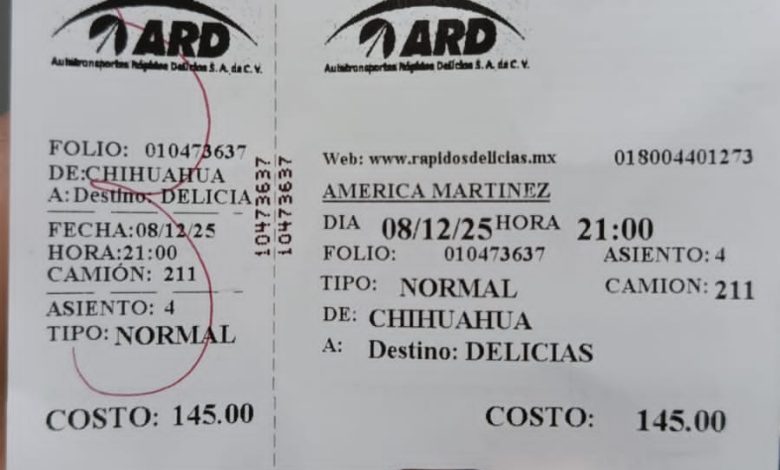 ARD
Autotransportes Rápidos Delicias S.A. de C.V.
FOLIO: 010473637
DE:CHIHUAHUA
A: Destino: DELICIA
FECHA:08/12/25
HORA:21:00
CAMIÓN: 211
ASIENTO: 4
TIPO: NORMAL
COSTO: 145.00
10473637
10473637
ARD
Autotransportes Rápidos Delicias S.A. de C.V.
Web: www.rapidosdelicias.mx 018004401273
AMERICA MARTINEZ
DIA 08/12/25 HORA 21:00
FOLIO: 010473637 ASIENTO: 4
TIPO: NORMAL CAMION: 211
DE: CHIHUAHUA
A: Destino: DELICIAS
COSTO: 145.00